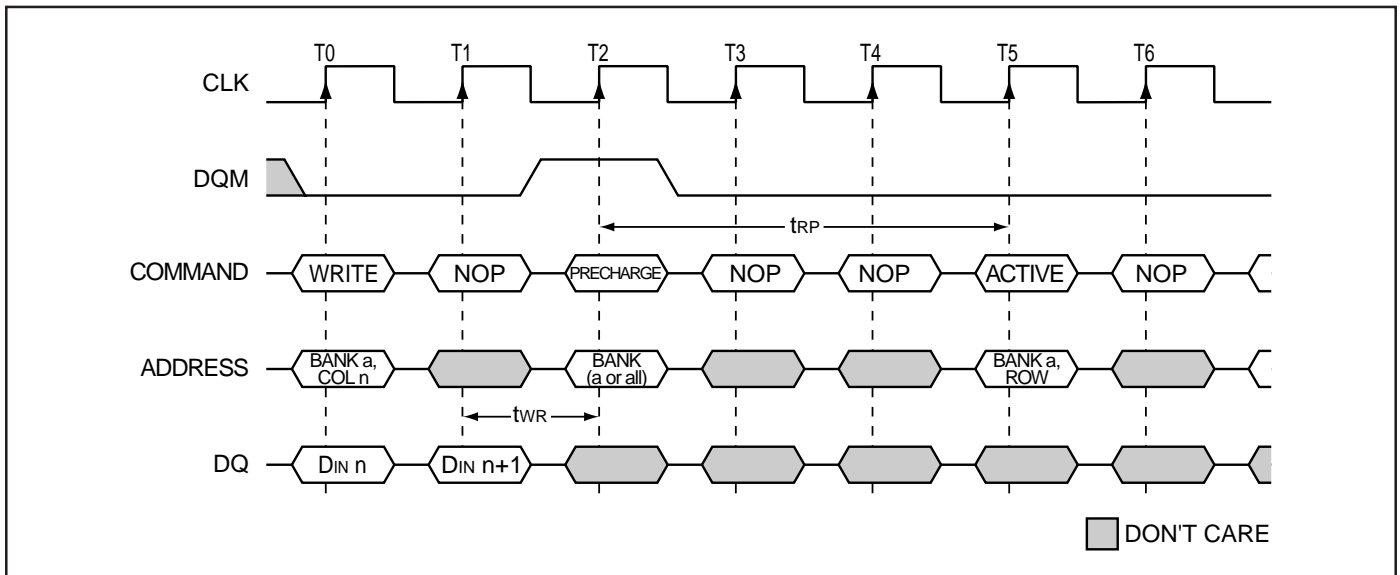 T0 T1 T2 T3 T4 T5 T6
CLK
DQM
tRP
COMMAND WRITE NOP PRECHARGE NOP NOP ACTIVE NOP
ADDRESS
BANK a,
COL n
BANK
(a or all)
BANK a,
ROW
tWR
DQ DIN n DIN n+1
DON'T CARE